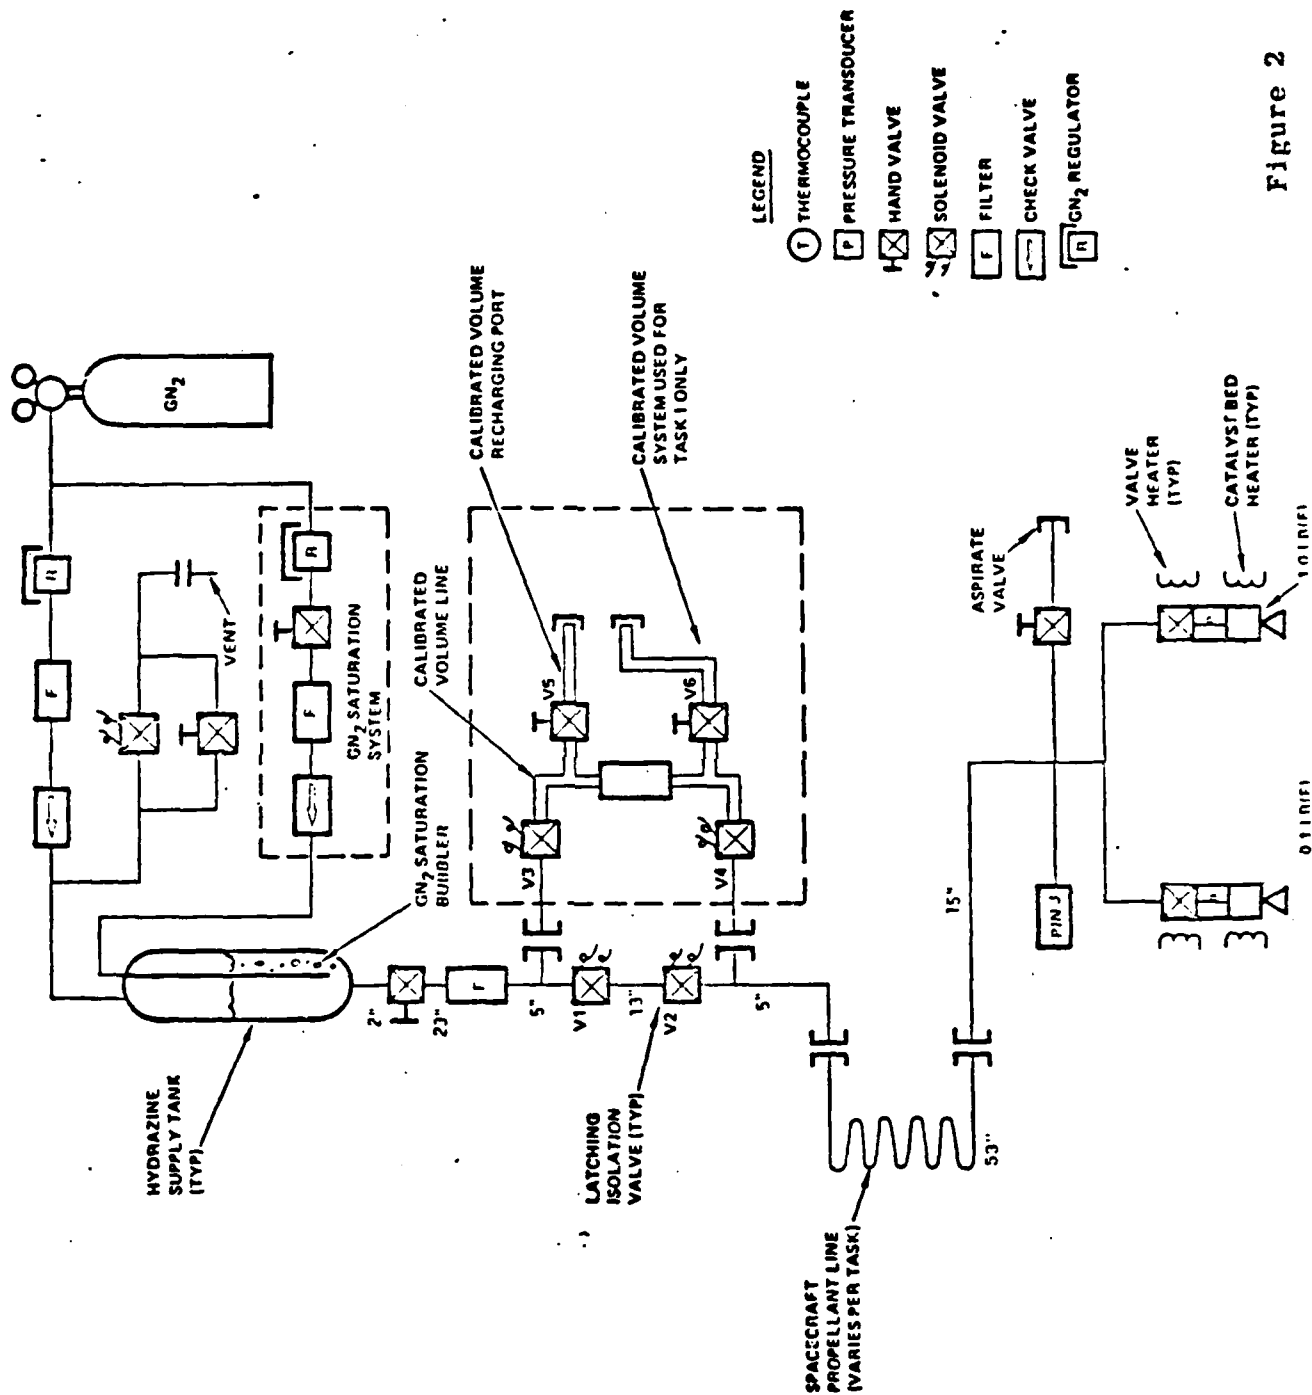 GN2
R
F
VENT
R
F
GN2 SATURATION
SYSTEM
GN2 SATURATION
BUBBLER
HYDRAZINE
SUPPLY TANK
(TYP)
2"
23"
F
5"
V1
13"
V2
5"
LATCHING
ISOLATION
VALVE (TYP)
CALIBRATED
VOLUME LINE
CALIBRATED VOLUME
RECHARGING PORT
CALIBRATED VOLUME
SYSTEM USED FOR
TASK I ONLY
V3
V4
V5
V6
SPACECRAFT
PROPELLANT LINE
(VARIES PER TASK)
53"
15"
PIN 3
ASPIRATE
VALVE
VALVE
HEATER
(TYP)
CATALYST BED
HEATER (TYP)
LEGEND
T THERMOCOUPLE
P PRESSURE TRANSDUCER
HAND VALVE
SOLENOID VALVE
F FILTER
CHECK VALVE
R GN2 REGULATOR
Figure 2